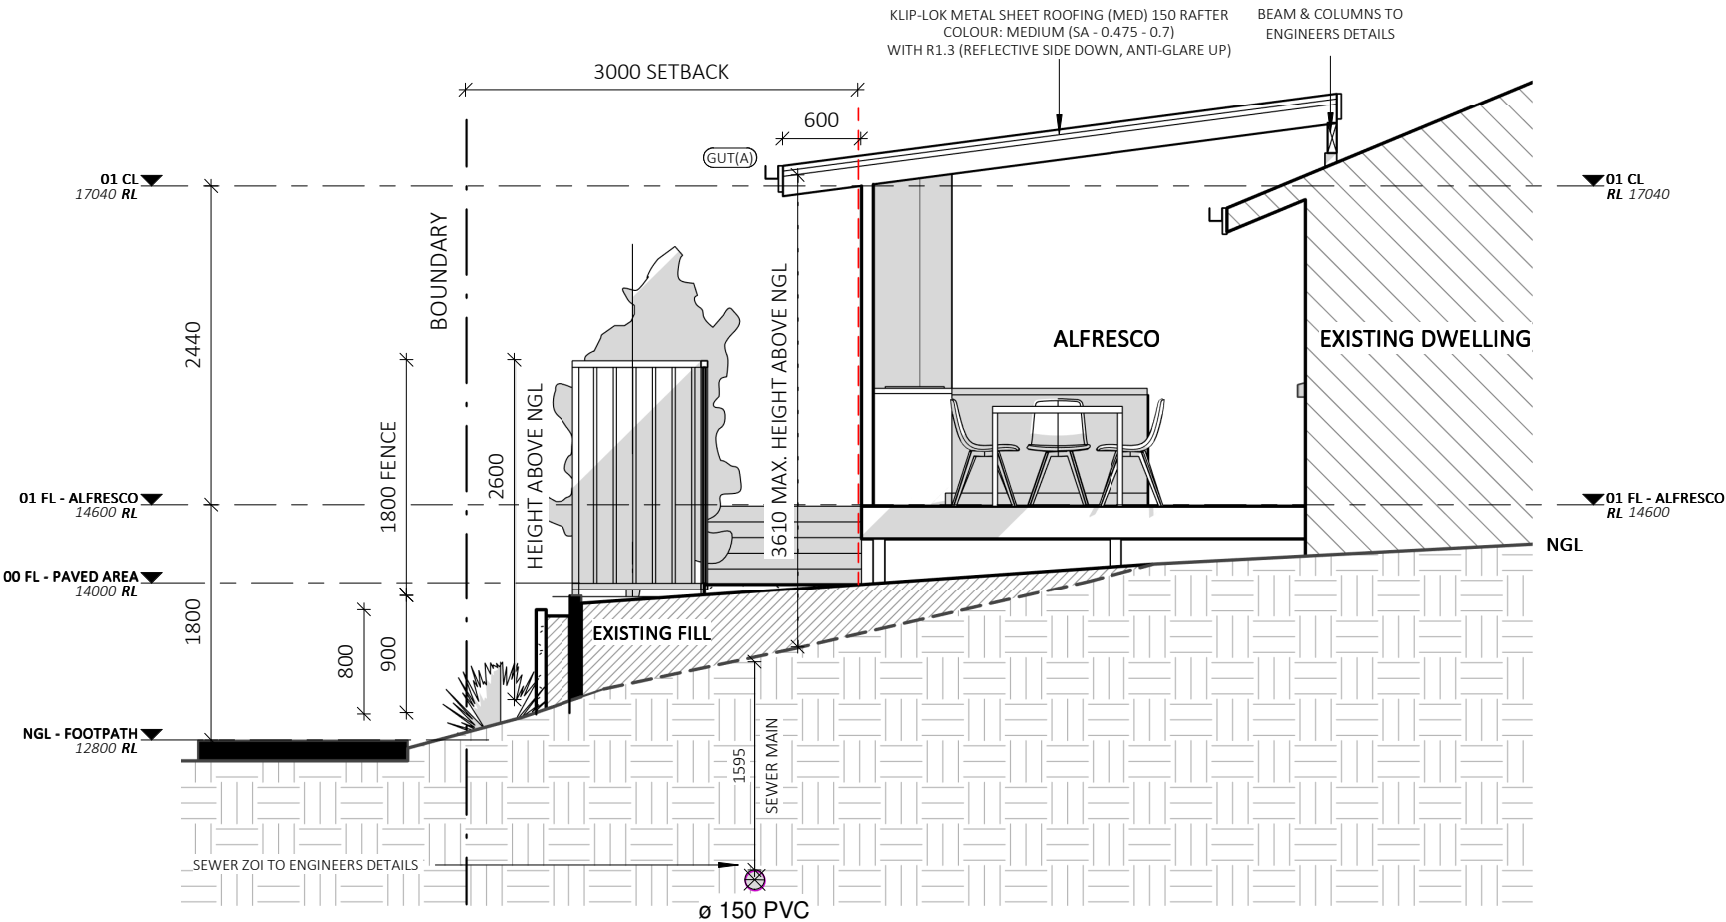 KLIP-LOK METAL SHEET ROOFING (MED) 150 RAFTER
COLOUR: MEDIUM (SA - 0.475 - 0.7)
WITH R1.3 (REFLECTIVE SIDE DOWN, ANTI-GLARE UP)
BEAM & COLUMNS TO
ENGINEERS DETAILS
3000 SETBACK
600
GUT(A)
01 CL
17040 RL
01 CL
RL 17040
BOUNDARY
2440
1800 FENCE
2600
HEIGHT ABOVE NGL
3610 MAX. HEIGHT ABOVE NGL
ALFRESCO
EXISTING DWELLING
01 FL - ALFRESCO
14600 RL
01 FL - ALFRESCO
RL 14600
NGL
00 FL - PAVED AREA
14000 RL
1800
800
900
EXISTING FILL
NGL - FOOTPATH
12800 RL
1595
SEWER MAIN
SEWER ZOI TO ENGINEERS DETAILS
ø 150 PVC